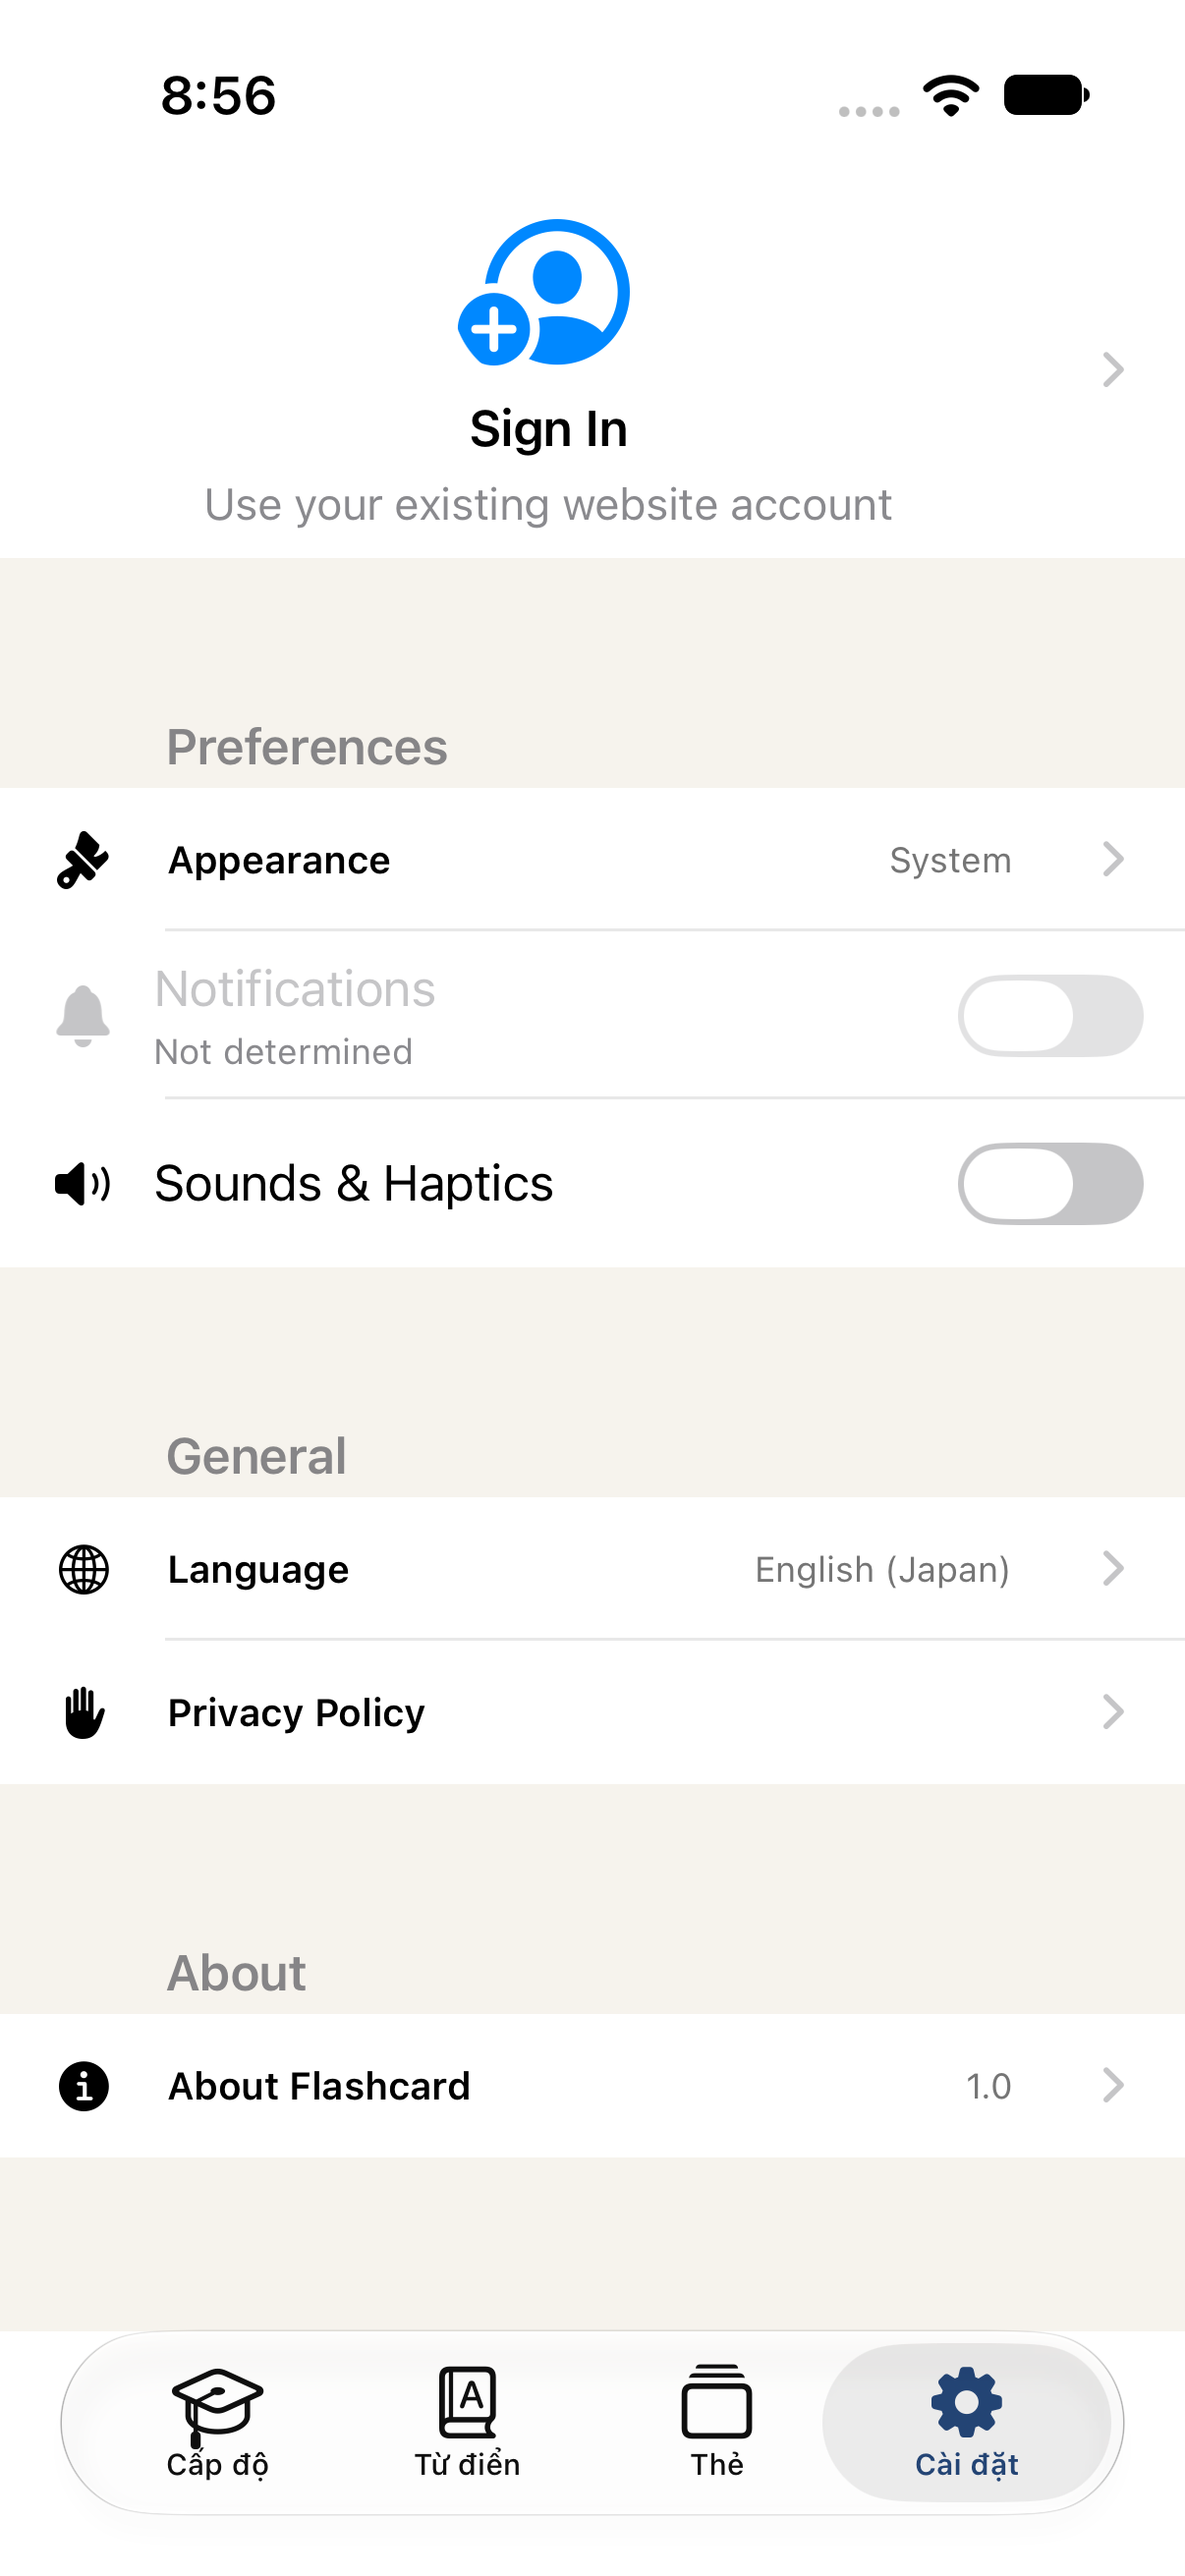 8:56
Sign In
Use your existing website account
Preferences
Appearance System
Notifications
Not determined
Sounds & Haptics
General
Language English (Japan)
Privacy Policy
About
About Flashcard 1.0
A
Cấp độ Từ điển Thẻ Cài đặt